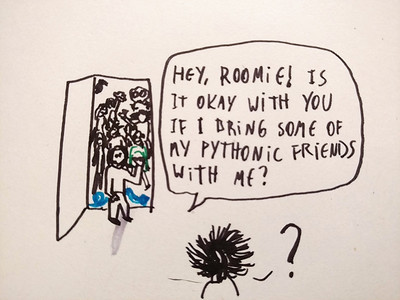 HEY, ROOMIE! IS
IT OKAY WITH YOU
IF I BRING SOME OF
MY PYTHONIC FRIENDS
WITH ME?
?